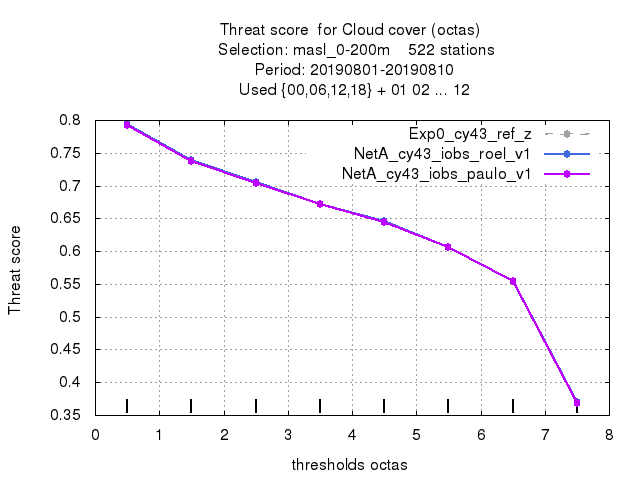 Threat score for Cloud cover (octas)
Selection: masl_0-200m 522 stations
Period: 20190801-20190810
Used {00,06,12,18} + 01 02 ... 12
Exp0_cy43_ref_z
NetA_cy43_iobs_roel_v1
NetA_cy43_iobs_paulo_v1
Threat score
0.8
0.75
0.7
0.65
0.6
0.55
0.5
0.45
0.4
0.35
0 1 2 3 4 5 6 7 8
thresholds octas